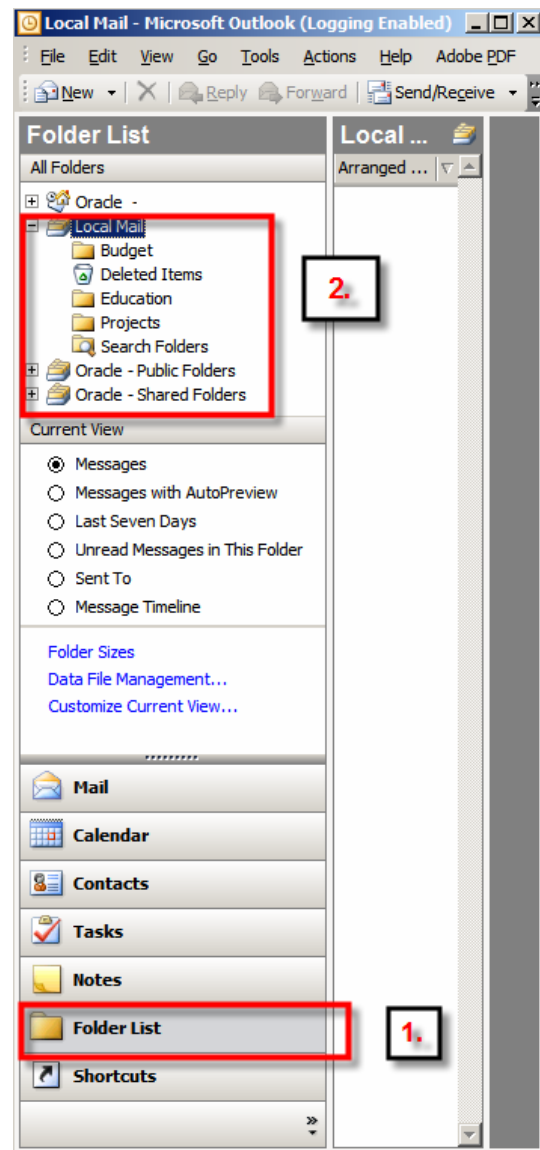 Local Mail - Microsoft Outlook (Logging Enabled)
File Edit View Go Tools Actions Help Adobe PDF
New Reply Forward Send/Receive
Folder List
Local ...
All Folders
Arranged ...
Oracle -
Local Mail
Budget
Deleted Items
Education
Projects
Search Folders
Oracle - Public Folders
Oracle - Shared Folders
2.
Current View
Messages
Messages with AutoPreview
Last Seven Days
Unread Messages in This Folder
Sent To
Message Timeline
Folder Sizes
Data File Management...
Customize Current View...
Mail
Calendar
Contacts
Tasks
Notes
Folder List
1.
Shortcuts